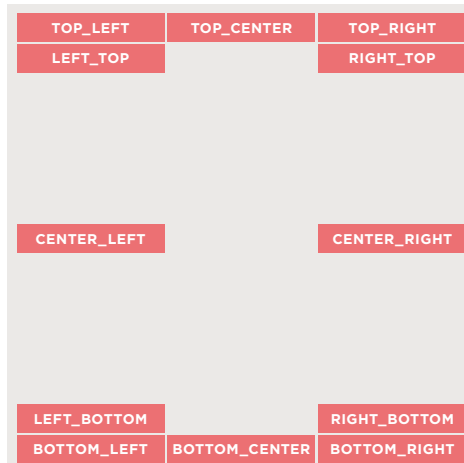 TOP_LEFT TOP_CENTER TOP_RIGHT
LEFT_TOP RIGHT_TOP
CENTER_LEFT CENTER_RIGHT
LEFT_BOTTOM RIGHT_BOTTOM
BOTTOM_LEFT BOTTOM_CENTER BOTTOM_RIGHT